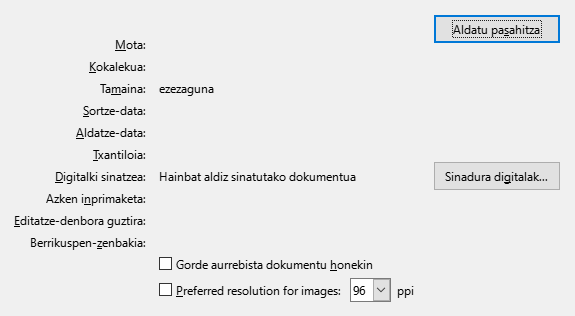 Aldatu pasahitza
Mota:
Kokalekua:
Tamaina: ezezaguna
Sortze-data:
Aldatze-data:
Txantiloia:
Digitalki sinatzea: Hainbat aldiz sinatutako dokumentua Sinadura digitalak...
Azken inprimaketa:
Editatze-denbora guztira:
Berrikuspen-zenbakia:
Gorde aurrebista dokumentu honekin
Preferred resolution for images: 96 ppi